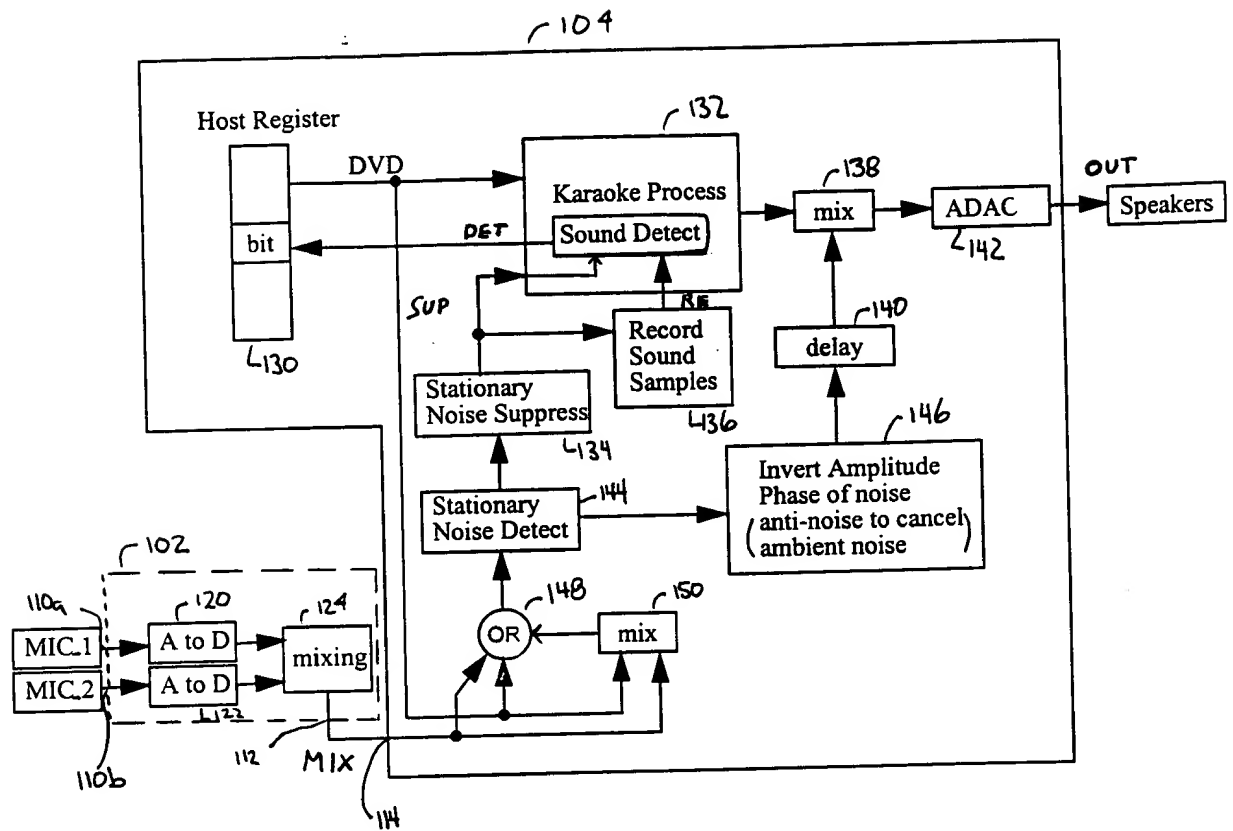 104
Host Register
132
DVD
Karaoke Process
138
OUT
mix
ADAC
Speakers
bit
DET
Sound Detect
142
SUP
RE
140
130
Record
Sound
Samples
delay
Stationary
Noise Suppress
136
134
146
Invert Amplitude
Phase of noise
(anti-noise to cancel
ambient noise)
144
Stationary
Noise Detect
102
110a
120
124
148
150
OR
mix
MIC_1
A to D
mixing
MIC_2
A to D
122
112
MIX
110b
114